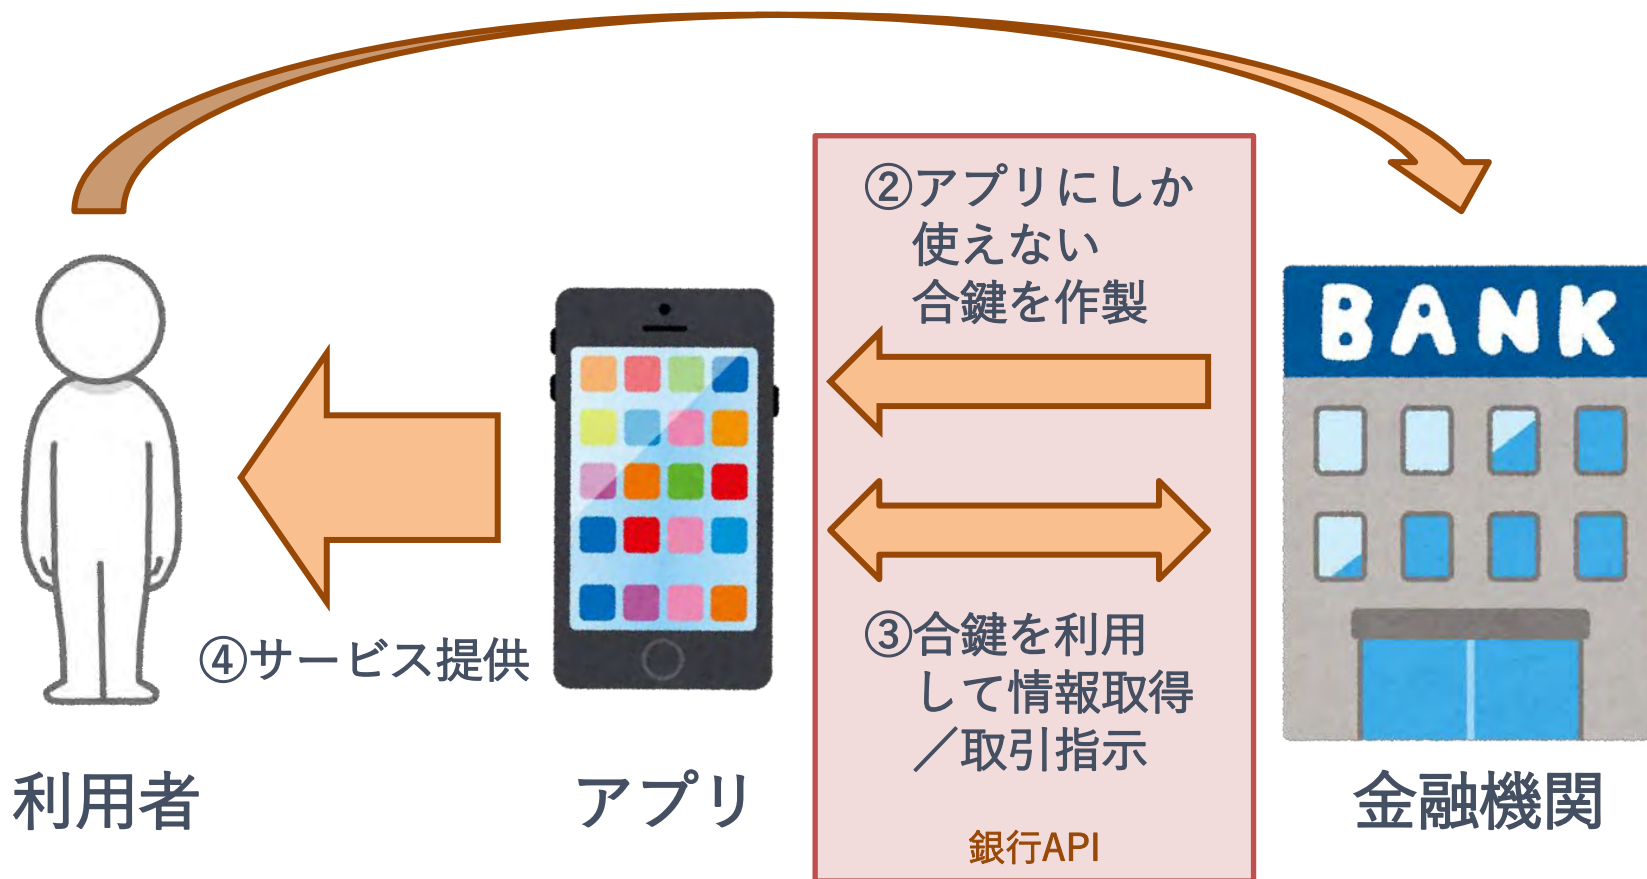 ②アプリにしか
使えない
合鍵を作製
BANK
③合鍵を利用
して情報取得
／取引指示
④サービス提供
利用者
アプリ
金融機関
銀行API